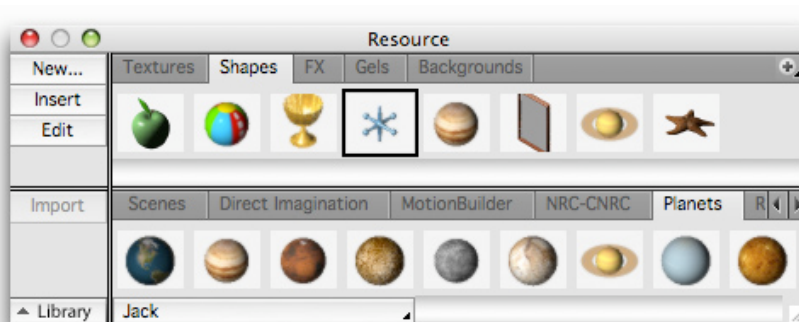 Resource
New...
Textures Shapes FX Gels Backgrounds
Insert
Edit
Import
Scenes Direct Imagination MotionBuilder NRC-CNRC Planets R
Library
Jack